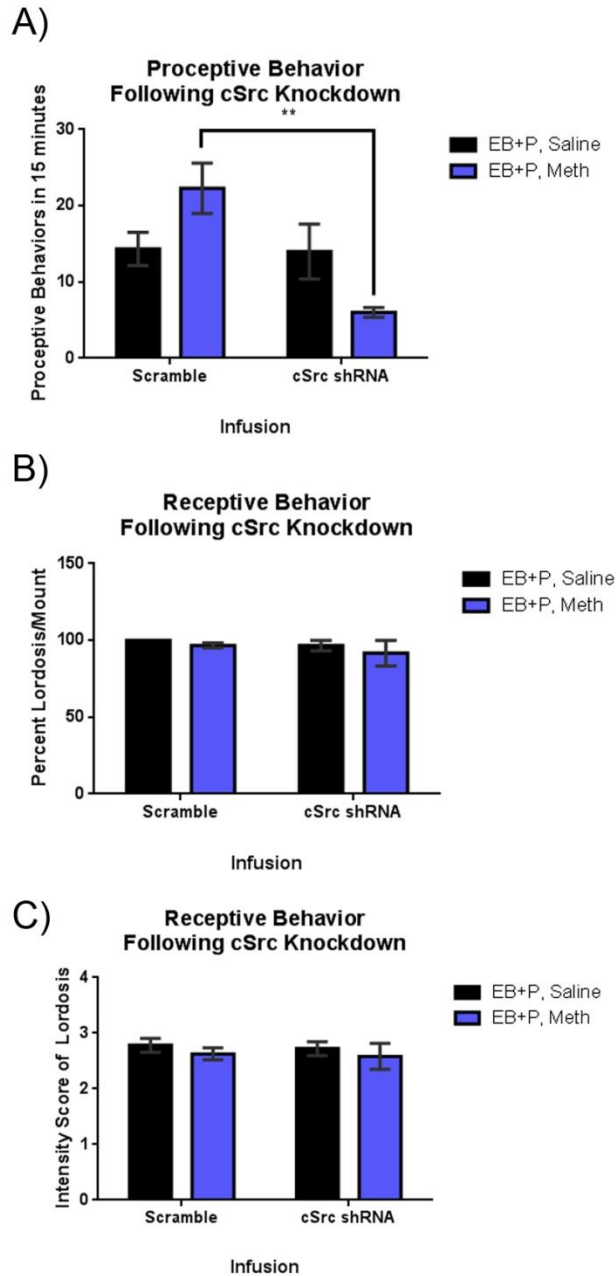 A)
Proceptive Behavior
Following cSrc Knockdown
**
Proceptive Behaviors in 15 minutes
30
20
10
0
Scramble
cSrc shRNA
Infusion
EB+P, Saline
EB+P, Meth
B)
Receptive Behavior
Following cSrc Knockdown
Percent Lordosis/Mount
150
100
50
0
Scramble
cSrc shRNA
Infusion
EB+P, Saline
EB+P, Meth
C)
Receptive Behavior
Following cSrc Knockdown
Intensity Score of Lordosis
4
3
2
1
0
Scramble
cSrc shRNA
Infusion
EB+P, Saline
EB+P, Meth